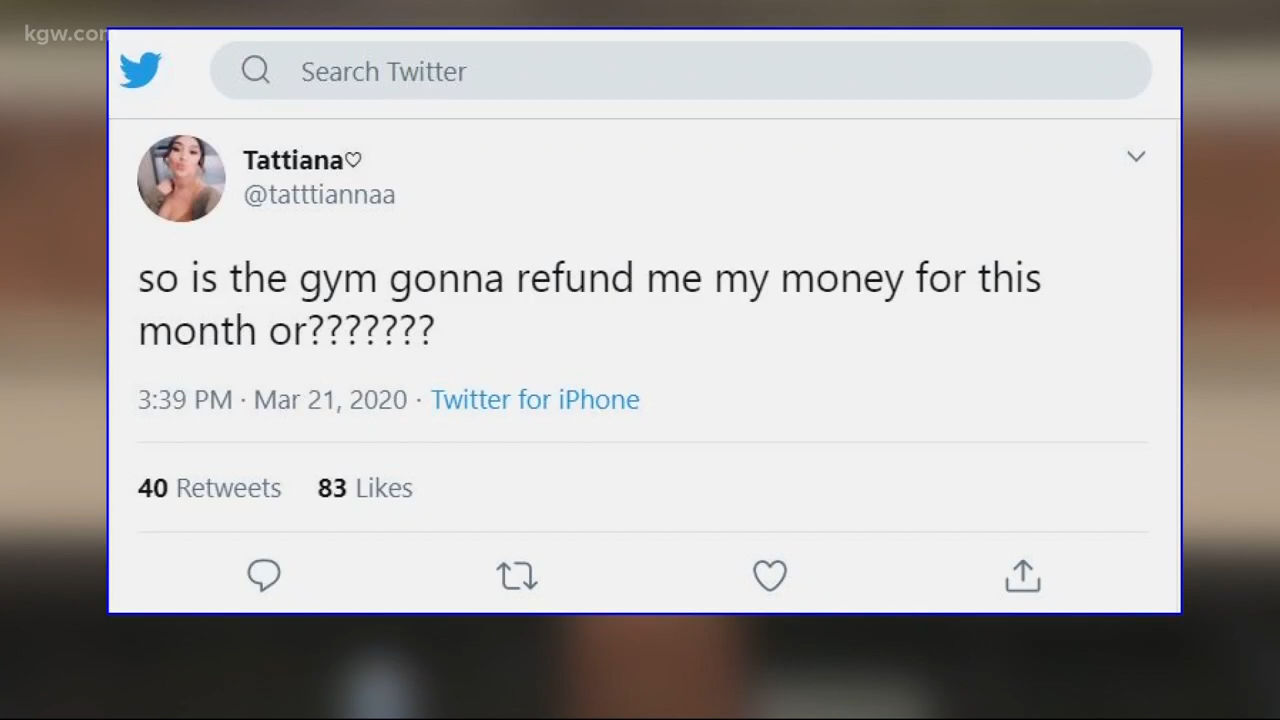 kgw.com
Search Twitter
Tattiana♡
@tatttiannaa
so is the gym gonna refund me my money for this
month or???????
3:39 PM · Mar 21, 2020 · Twitter for iPhone
40 Retweets 83 Likes